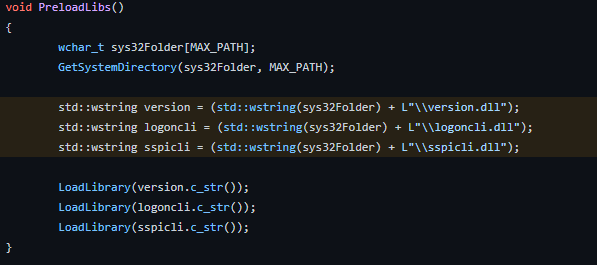 void PreloadLibs()
{
wchar_t sys32Folder[MAX_PATH];
GetSystemDirectory(sys32Folder, MAX_PATH);
std::wstring version = (std::wstring(sys32Folder) + L"\\version.dll");
std::wstring logoncli = (std::wstring(sys32Folder) + L"\\logoncli.dll");
std::wstring sspicli = (std::wstring(sys32Folder) + L"\\sspicli.dll");
LoadLibrary(version.c_str());
LoadLibrary(logoncli.c_str());
LoadLibrary(sspicli.c_str());
}